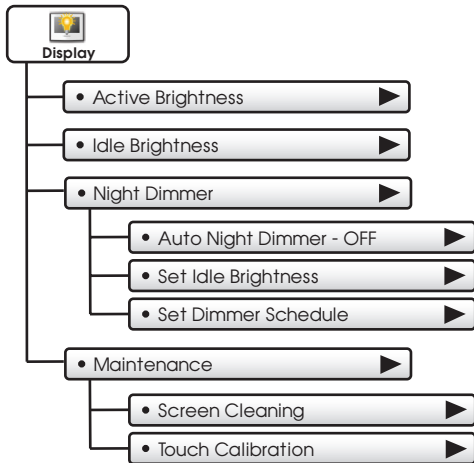 Display
• Active Brightness
• Idle Brightness
• Night Dimmer
• Auto Night Dimmer - OFF
• Set Idle Brightness
• Set Dimmer Schedule
• Maintenance
• Screen Cleaning
• Touch Calibration